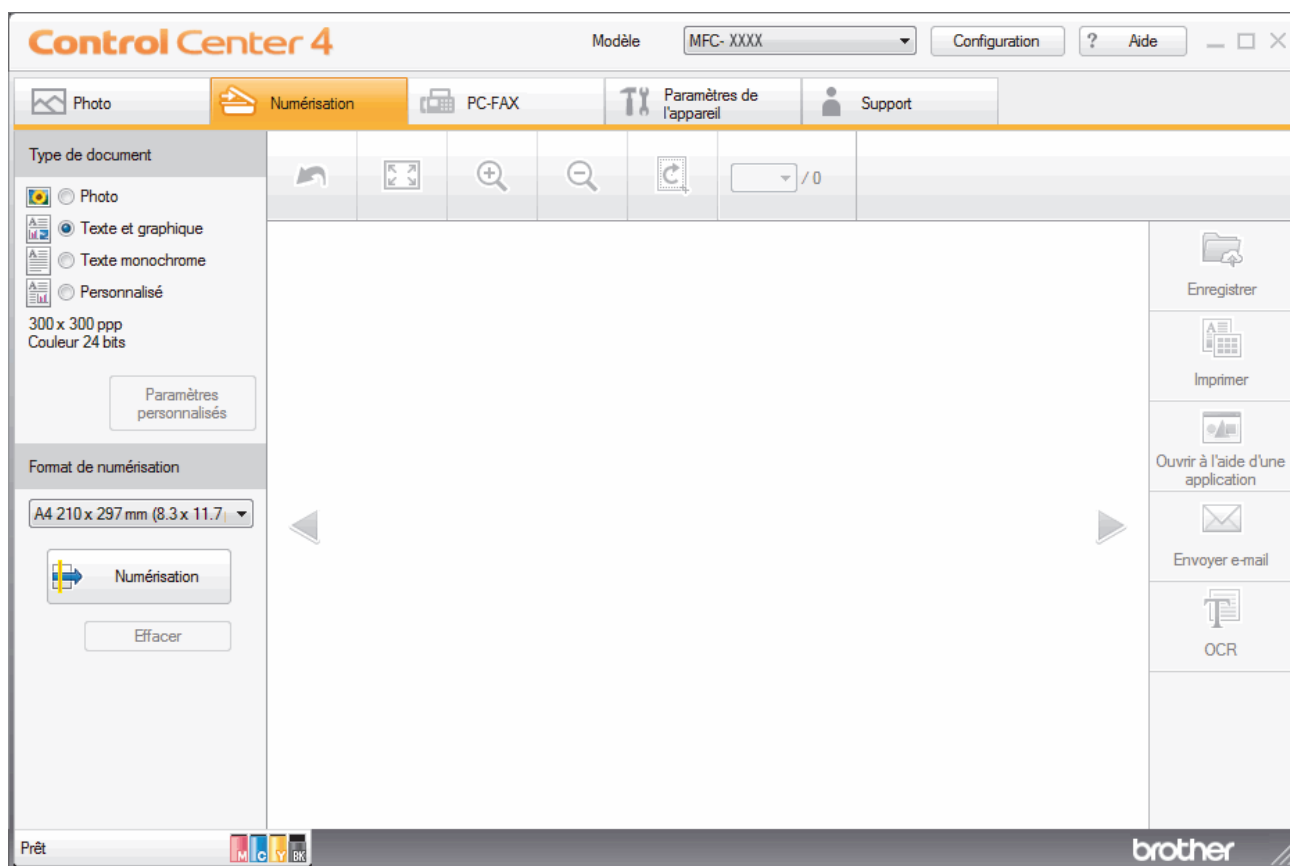 Control Center 4
Modèle
MFC- XXXX
Configuration
? Aide
Photo
Numérisation
PC-FAX
Paramètres de
l'appareil
Support
Type de document
Photo
Texte et graphique
Texte monochrome
Personnalisé
300 x 300 ppp
Couleur 24 bits
Paramètres
personnalisés
Format de numérisation
A4 210 x 297 mm (8.3 x 11.7
Numérisation
Effacer
/ 0
Enregistrer
Imprimer
Ouvrir à l'aide d'une
application
Envoyer e-mail
OCR
Prêt
M C Y BK
brother